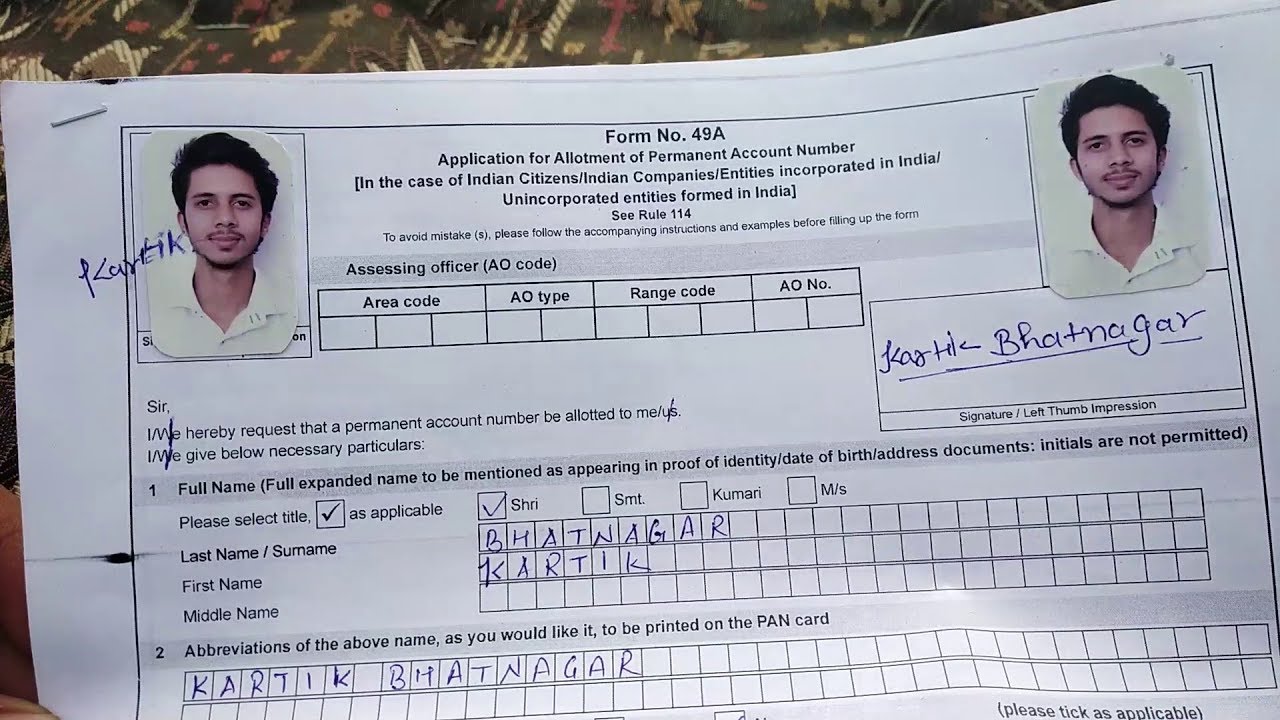 Form No. 49A
Application for Allotment of Permanent Account Number
[In the case of Indian Citizens/Indian Companies/Entities incorporated in India/
Unincorporated entities formed in India]
See Rule 114
To avoid mistake (s), please follow the accompanying instructions and examples before filling up the form
Kartik
Assessing officer (AO code)
Area code AO type Range code AO No.
Kartik Bhatnagar
Signature / Left Thumb Impression
Sir,
I/We hereby request that a permanent account number be allotted to me/us.
I/We give below necessary particulars:
1 Full Name (Full expanded name to be mentioned as appearing in proof of identity/date of birth/address documents: initials are not permitted)
Please select title, ✓ as applicable ✓ Shri Smt. Kumari M/s
Last Name / Surname BHATNAGAR
First Name KARTIK
Middle Name
2 Abbreviations of the above name, as you would like it, to be printed on the PAN card
KARTIK BHATNAGAR
(please tick as applicable)